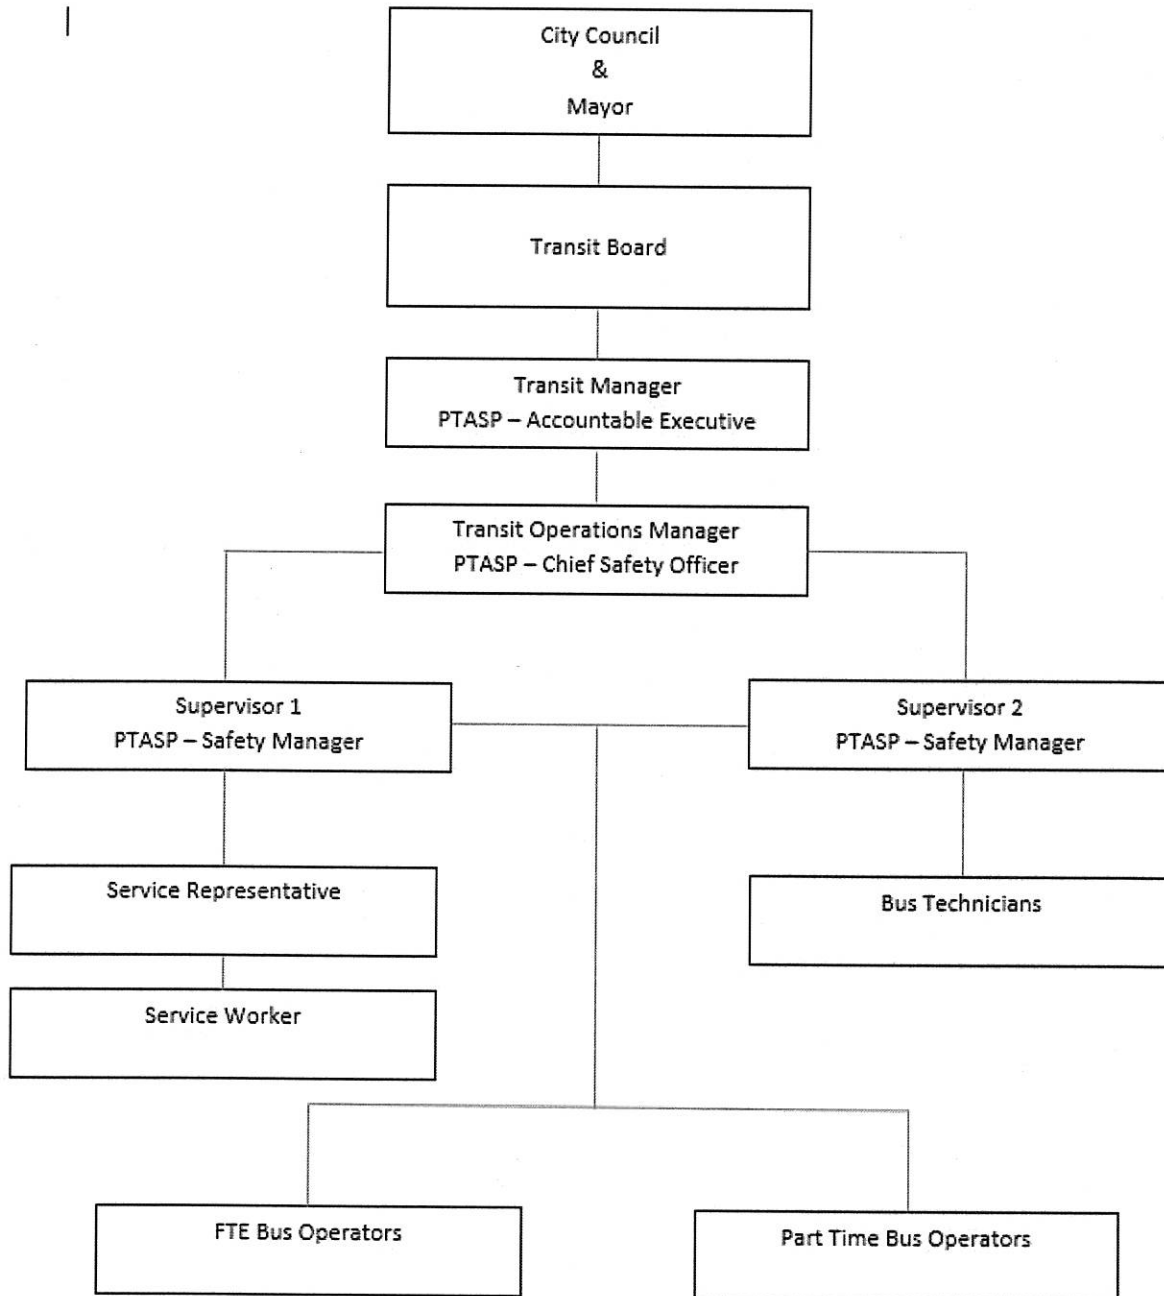 City Council
&
Mayor
Transit Board
Transit Manager
PTASP – Accountable Executive
Transit Operations Manager
PTASP – Chief Safety Officer
Supervisor 1
PTASP – Safety Manager
Supervisor 2
PTASP – Safety Manager
Service Representative
Bus Technicians
Service Worker
FTE Bus Operators
Part Time Bus Operators